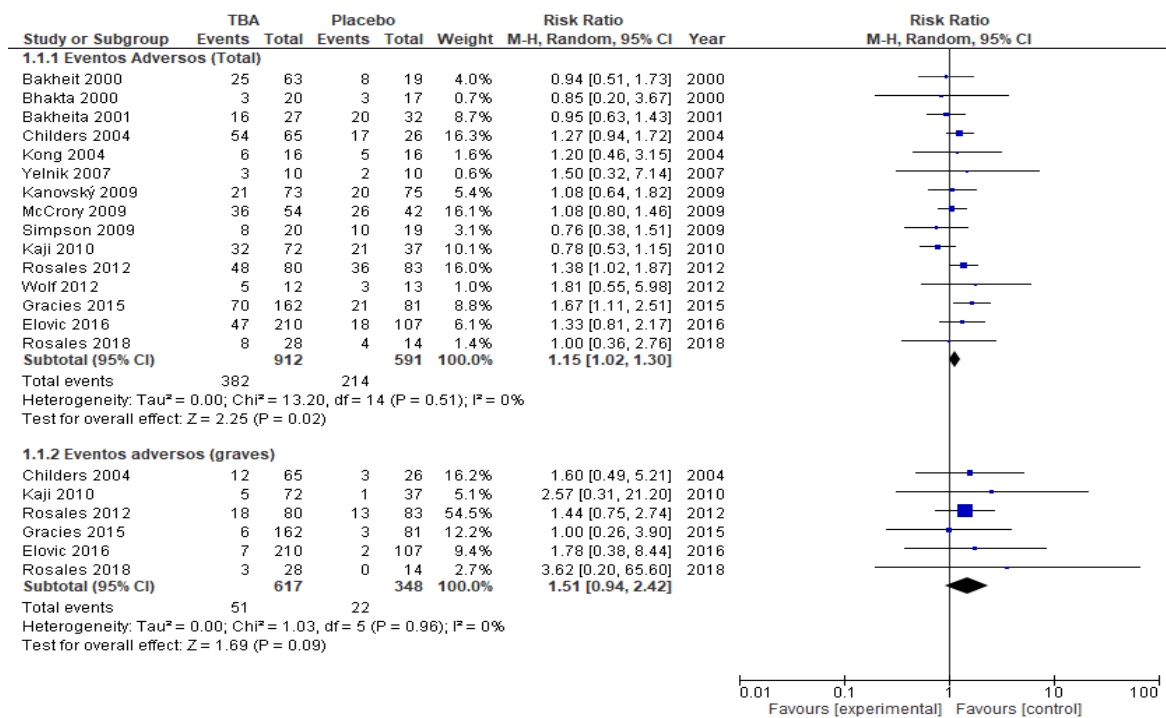 TBA Placebo Risk Ratio Risk Ratio
Study or Subgroup Events Total Events Total Weight M-H, Random, 95% CI Year M-H, Random, 95% CI
1.1.1 Eventos Adversos (Total)
Bakheit 2000 25 63 8 19 4.0% 0.94 [0.51, 1.73] 2000
Bhakta 2000 3 20 3 17 0.7% 0.85 [0.20, 3.67] 2000
Bakheita 2001 16 27 20 32 8.7% 0.95 [0.63, 1.43] 2001
Childers 2004 54 65 17 26 16.3% 1.27 [0.94, 1.72] 2004
Kong 2004 6 16 5 16 1.6% 1.20 [0.46, 3.15] 2004
Yelnik 2007 3 10 2 10 0.6% 1.50 [0.32, 7.14] 2007
Kanovský 2009 21 73 20 75 5.4% 1.08 [0.64, 1.82] 2009
McCrory 2009 36 54 26 42 16.1% 1.08 [0.80, 1.46] 2009
Simpson 2009 8 20 10 19 3.1% 0.76 [0.38, 1.51] 2009
Kaji 2010 32 72 21 37 10.1% 0.78 [0.53, 1.15] 2010
Rosales 2012 48 80 36 83 16.0% 1.38 [1.02, 1.87] 2012
Wolf 2012 5 12 3 13 1.0% 1.81 [0.55, 5.98] 2012
Gracies 2015 70 162 21 81 8.8% 1.67 [1.11, 2.51] 2015
Elovic 2016 47 210 18 107 6.1% 1.33 [0.81, 2.17] 2016
Rosales 2018 8 28 4 14 1.4% 1.00 [0.36, 2.76] 2018
Subtotal (95% CI) 912 591 100.0% 1.15 [1.02, 1.30]
Total events 382 214
Heterogeneity: Tau² = 0.00; Chi² = 13.20, df = 14 (P = 0.51); I² = 0%
Test for overall effect: Z = 2.25 (P = 0.02)
1.1.2 Eventos adversos (graves)
Childers 2004 12 65 3 26 16.2% 1.60 [0.49, 5.21] 2004
Kaji 2010 5 72 1 37 5.1% 2.57 [0.31, 21.20] 2010
Rosales 2012 18 80 13 83 54.5% 1.44 [0.75, 2.74] 2012
Gracies 2015 6 162 3 81 12.2% 1.00 [0.26, 3.90] 2015
Elovic 2016 7 210 2 107 9.4% 1.78 [0.38, 8.44] 2016
Rosales 2018 3 28 0 14 2.7% 3.62 [0.20, 65.60] 2018
Subtotal (95% CI) 617 348 100.0% 1.51 [0.94, 2.42]
Total events 51 22
Heterogeneity: Tau² = 0.00; Chi² = 1.03, df = 5 (P = 0.96); I² = 0%
Test for overall effect: Z = 1.69 (P = 0.09)
0.01 0.1 1 10 100
Favours [experimental] Favours [control]